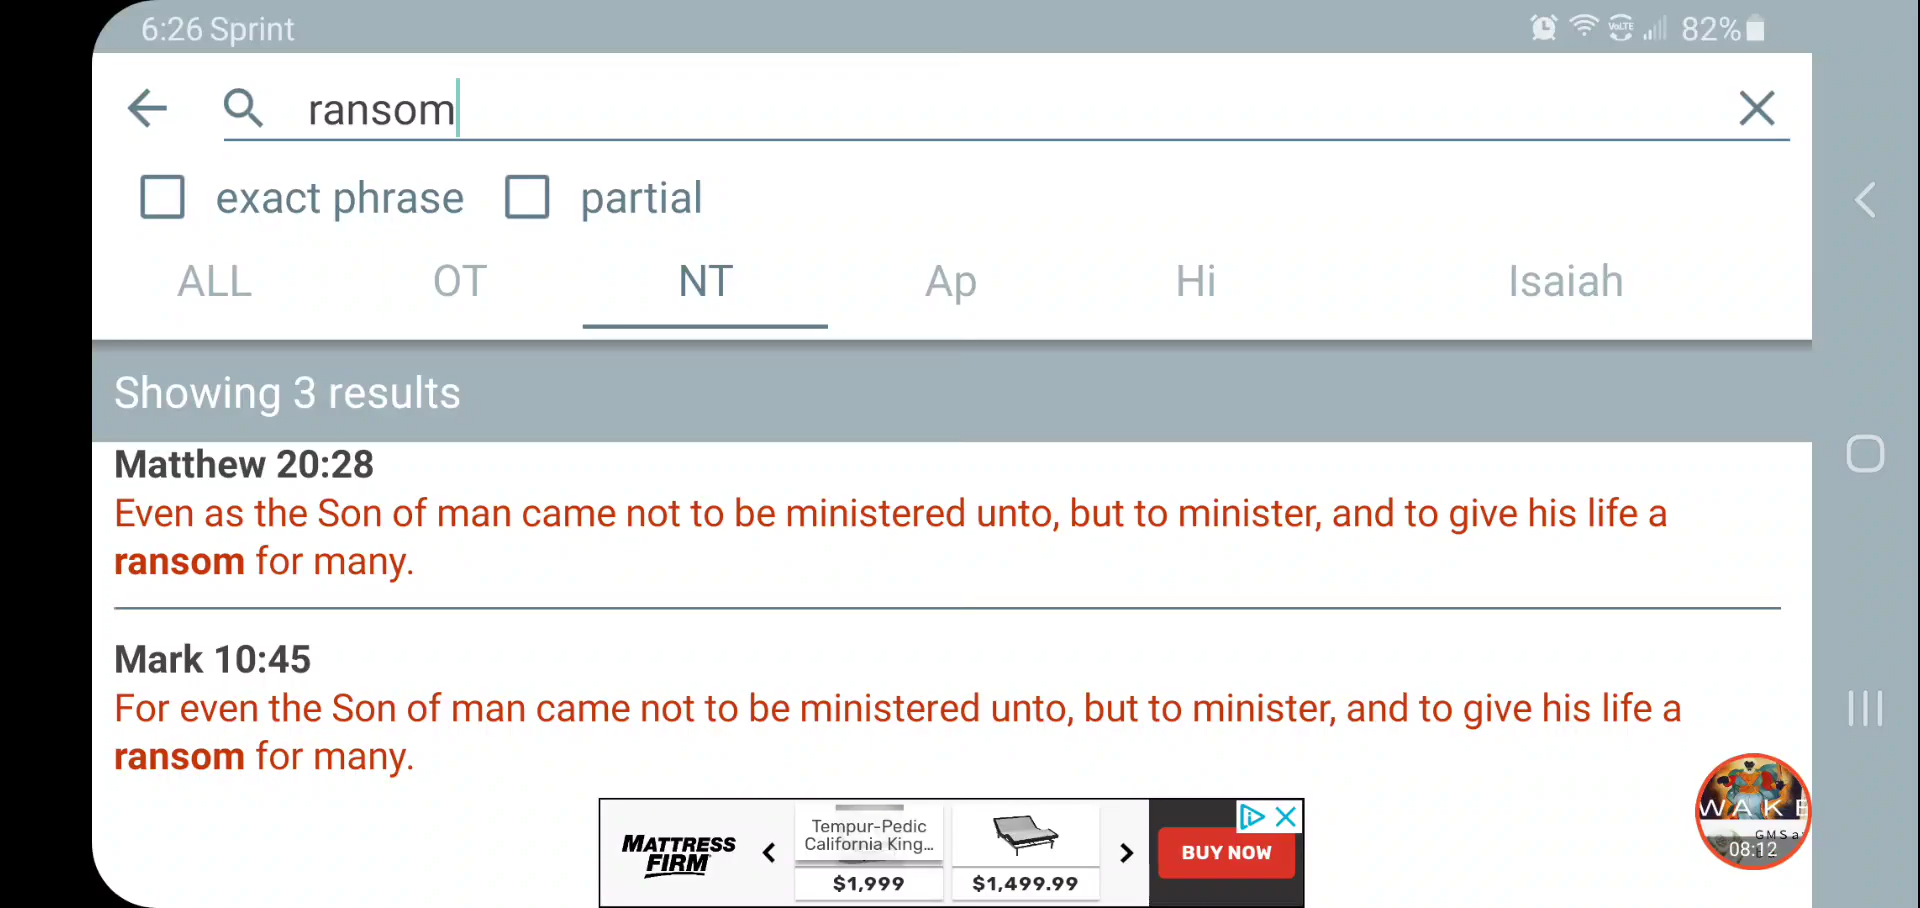 6:26 Sprint
VoLTE
82%
ransom
exact phrase
partial
ALL OT NT Ap Hi Isaiah
Showing 3 results
Matthew 20:28
Even as the Son of man came not to be ministered unto, but to minister, and to give his life a
ransom for many.
Mark 10:45
For even the Son of man came not to be ministered unto, but to minister, and to give his life a
ransom for many.
MATTRESS
FIRM
Tempur-Pedic
California King...
$1,999
$1,499.99
BUY NOW
WAKE
GMS a
08:12